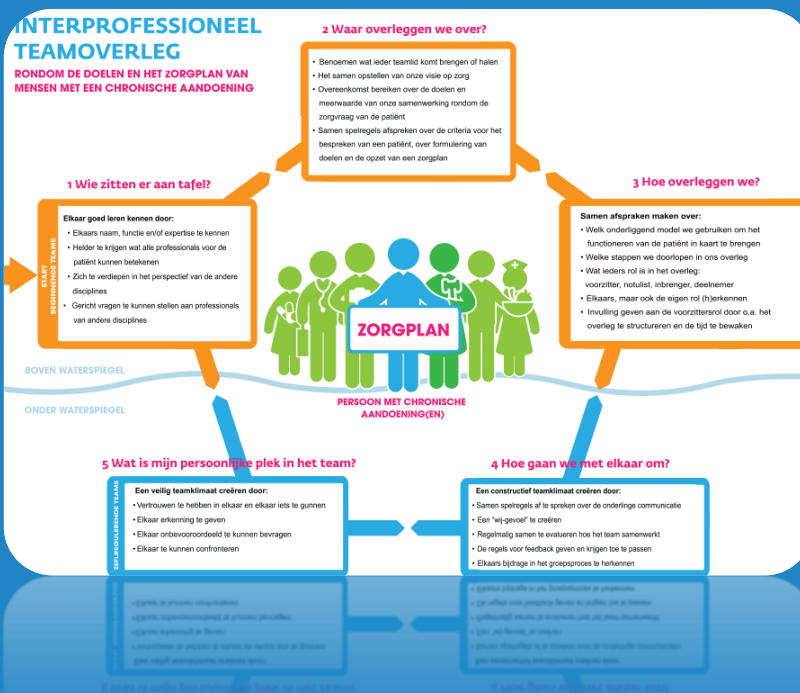 INTERPROFESSIONEEL
TEAMOVERLEG
RONDOM DE DOELEN EN HET ZORGPLAN VAN
MENSEN MET EEN CHRONISCHE AANDOENING
2 Waar overleggen we over?
• Benoemen wat ieder teamlid komt brengen of halen
• Het samen opstellen van onze visie op zorg
• Overeenkomst bereiken over de doelen en
meerwaarde van onze samenwerking rondom de
zorgvraag van de patiënt
• Samen spelregels afspreken over de criteria voor het
bespreken van een patiënt, over formulering van
doelen en de opzet van een zorgplan
1 Wie zitten er aan tafel?
START
BEGINNENDE TEAMS
Elkaar goed leren kennen door:
• Elkaars naam, functie en/of expertise te kennen
• Helder te krijgen wat alle professionals voor de
patiënt kunnen betekenen
• Zich te verdiepen in het perspectief van de andere
disciplines
• Gericht vragen te kunnen stellen aan professionals
van andere disciplines
3 Hoe overleggen we?
Samen afspraken maken over:
• Welk onderliggend model we gebruiken om het
functioneren van de patiënt in kaart te brengen
• Welke stappen we doorlopen in ons overleg
• Wat ieders rol is in het overleg:
voorzitter, notulist, inbrenger, deelnemer
• Elkaars, maar ook de eigen rol (h)erkennen
• Invulling geven aan de voorzittersrol door o.a. het
overleg te structureren en de tijd te bewaken
ZORGPLAN
PERSOON MET CHRONISCHE
AANDOENING(EN)
BOVEN WATERSPIEGEL
ONDER WATERSPIEGEL
5 Wat is mijn persoonlijke plek in het team?
ZELFREGULERENDE TEAMS
Een veilig teamklimaat creëren door:
• Vertrouwen te hebben in elkaar en elkaar iets te gunnen
• Elkaar erkenning te geven
• Elkaar onbevooroordeeld te kunnen bevragen
• Elkaar te kunnen confronteren
4 Hoe gaan we met elkaar om?
Een constructief teamklimaat creëren door:
• Samen spelregels af te spreken over de onderlinge communicatie
• Een "wij-gevoel" te creëren
• Regelmatig samen te evalueren hoe het team samenwerkt
• De regels voor feedback geven en krijgen toe te passen
• Elkaars bijdrage in het groepsproces te herkennen